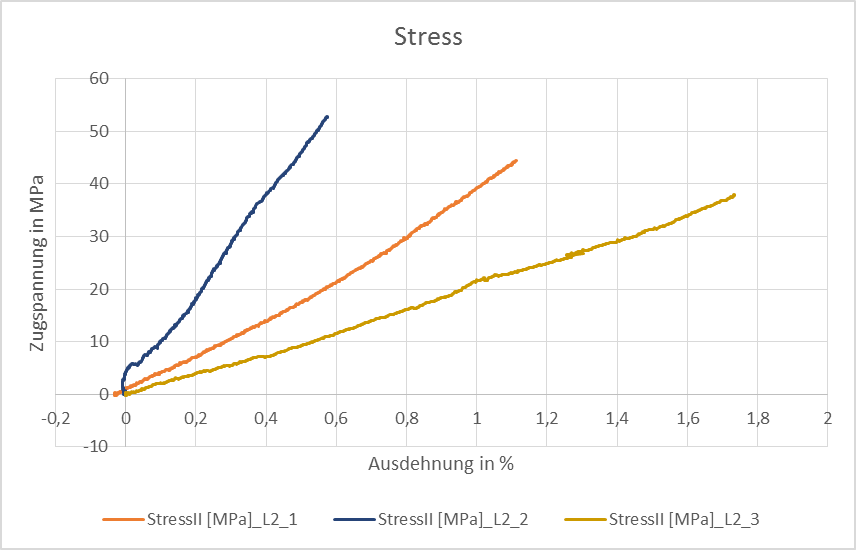 Stress
60
50
40
30
20
10
0
-10
Zugspannung in MPa
-0,2 0 0,2 0,4 0,6 0,8 1 1,2 1,4 1,6 1,8 2
Ausdehnung in %
StressII [MPa]_L2_1 StressII [MPa]_L2_2 StressII [MPa]_L2_3